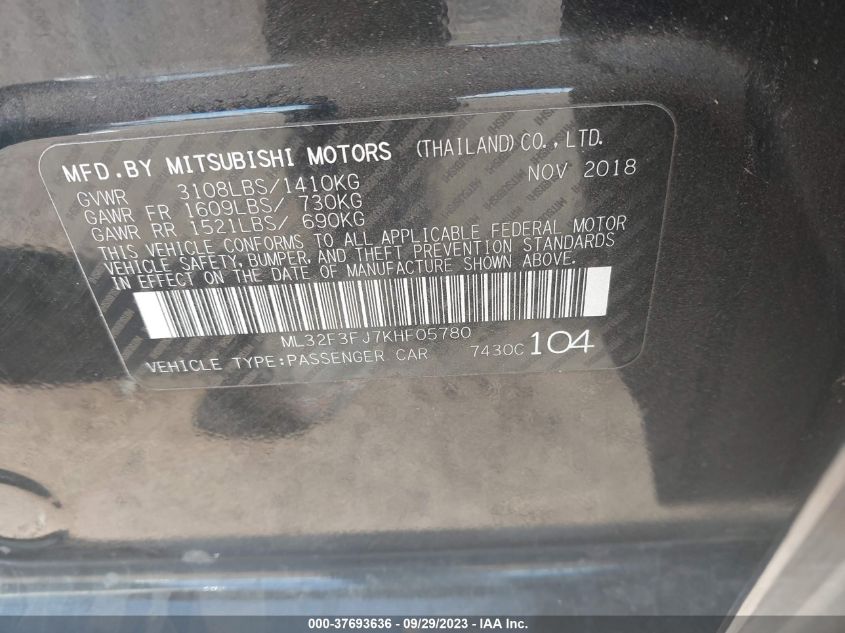 MFD.BY MITSUBISHI MOTORS (THAILAND)CO.,LTD.
GVWR 3108LBS/1410KG NOV 2018
GAWR FR 1609LBS/ 730KG
GAWR RR 1521LBS/ 690KG
THIS VEHICLE CONFORMS TO ALL APPLICABLE FEDERAL MOTOR
VEHICLE SAFETY, BUMPER, AND THEFT PREVENTION STANDARDS
IN EFFECT ON THE DATE OF MANUFACTURE SHOWN ABOVE.
ML32F3FJ7KHF05780
VEHICLE TYPE:PASSENGER CAR 7430C 104
000-37693636 - 09/29/2023 - COPYRIGHT © IAA, INC.